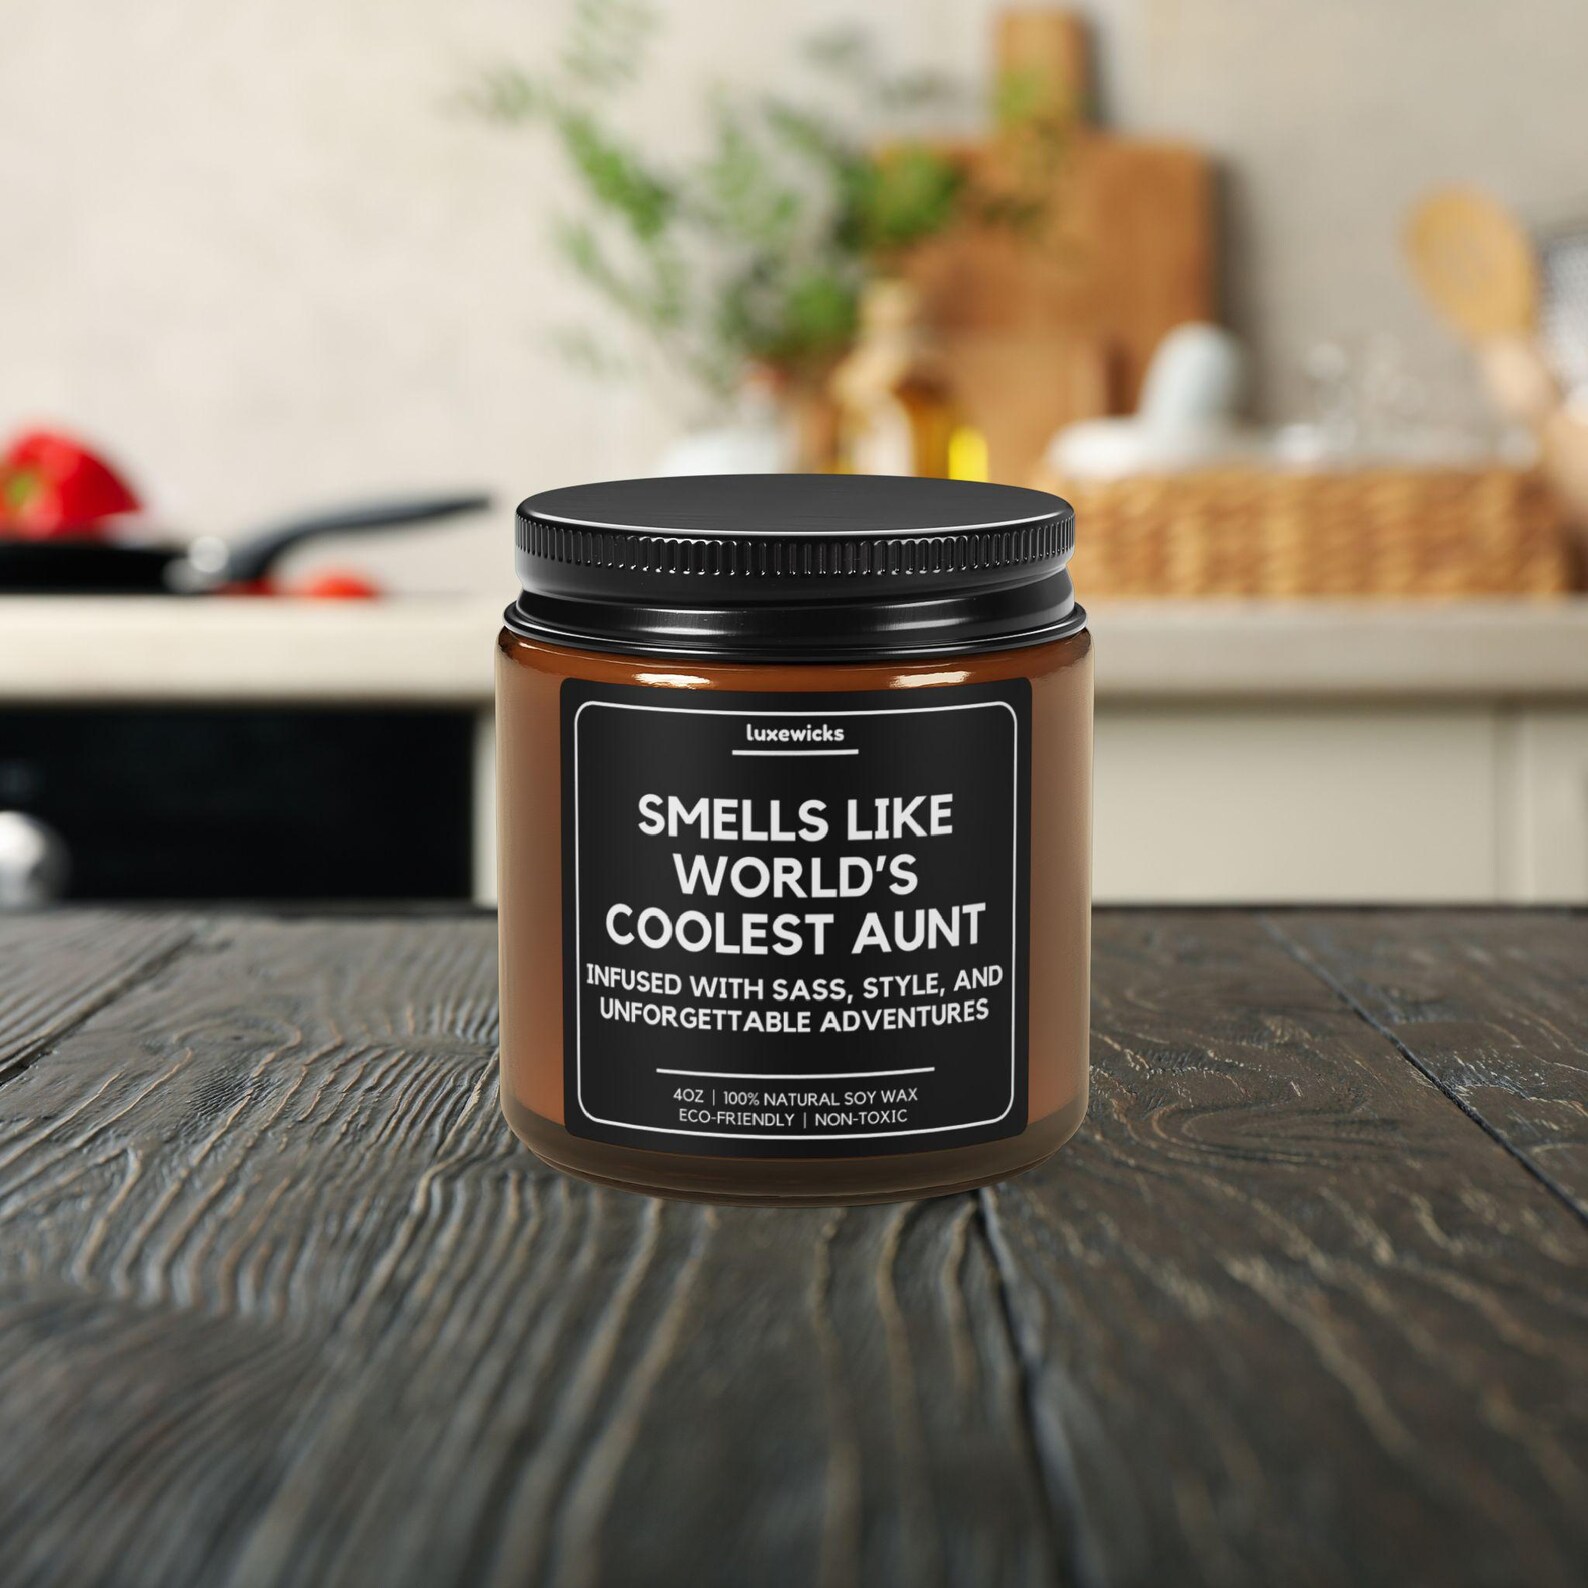 luxewicks
SMELLS LIKE
WORLD'S
COOLEST AUNT
INFUSED WITH SASS, STYLE, AND
UNFORGETTABLE ADVENTURES
4OZ | 100% NATURAL SOY WAX
ECO-FRIENDLY | NON-TOXIC